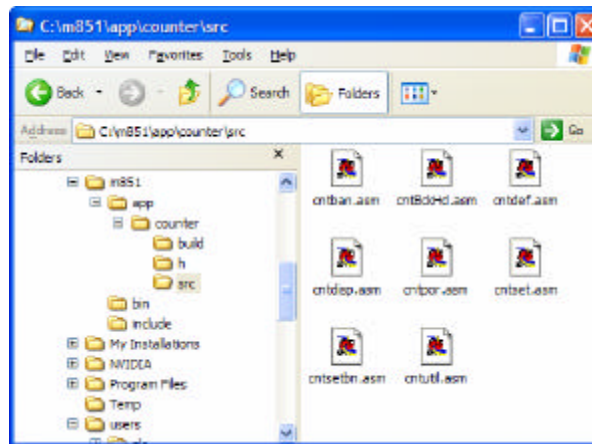 C:\m851\app\counter\src
File Edit View Favorites Tools Help
Back Search Folders
Address C:\m851\app\counter\src Go
Folders x
m851
app
counter
build
h
src
bin
include
My Installations
NVIDIA
Program Files
Temp
users
cntban.asm cntBckHd.asm cntdef.asm
cntdisp.asm cntpor.asm cntset.asm
cntsetbn.asm cntutil.asm